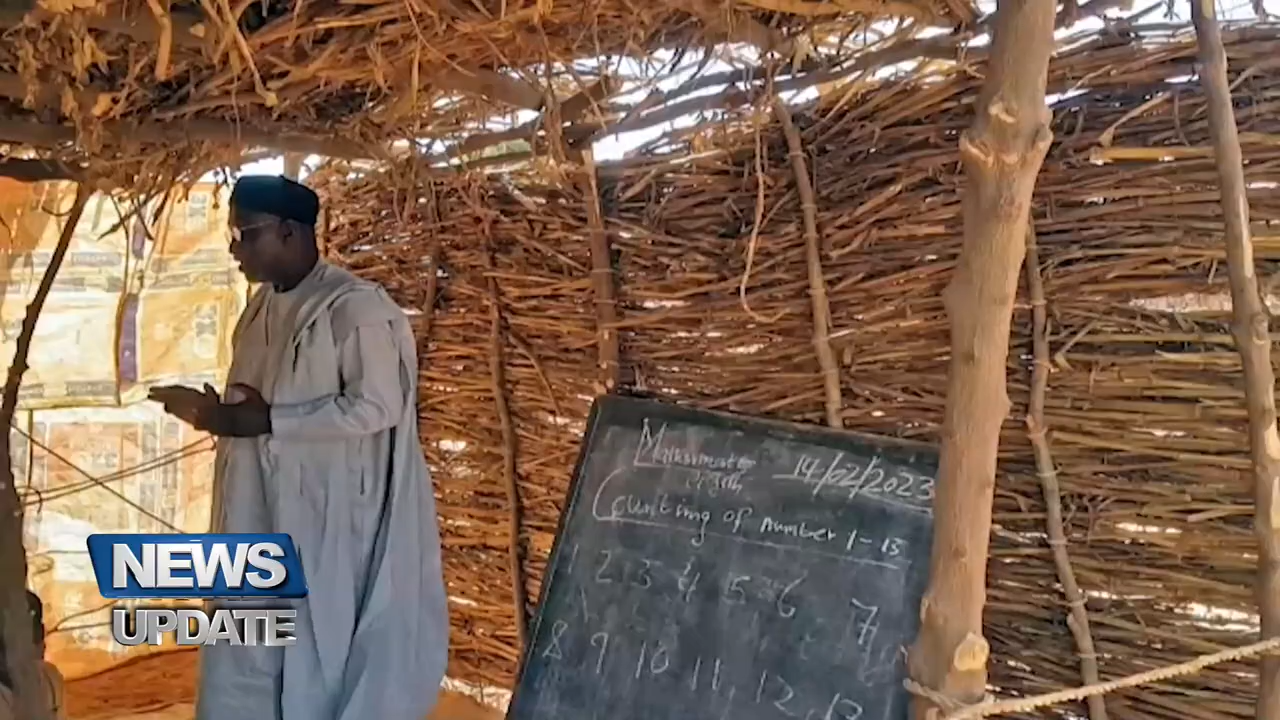 14/02/2023
Counting of number 1-13
1 2 3 4 5 6 7
8 9 10 11, 12, 13
NEWS
UPDATE